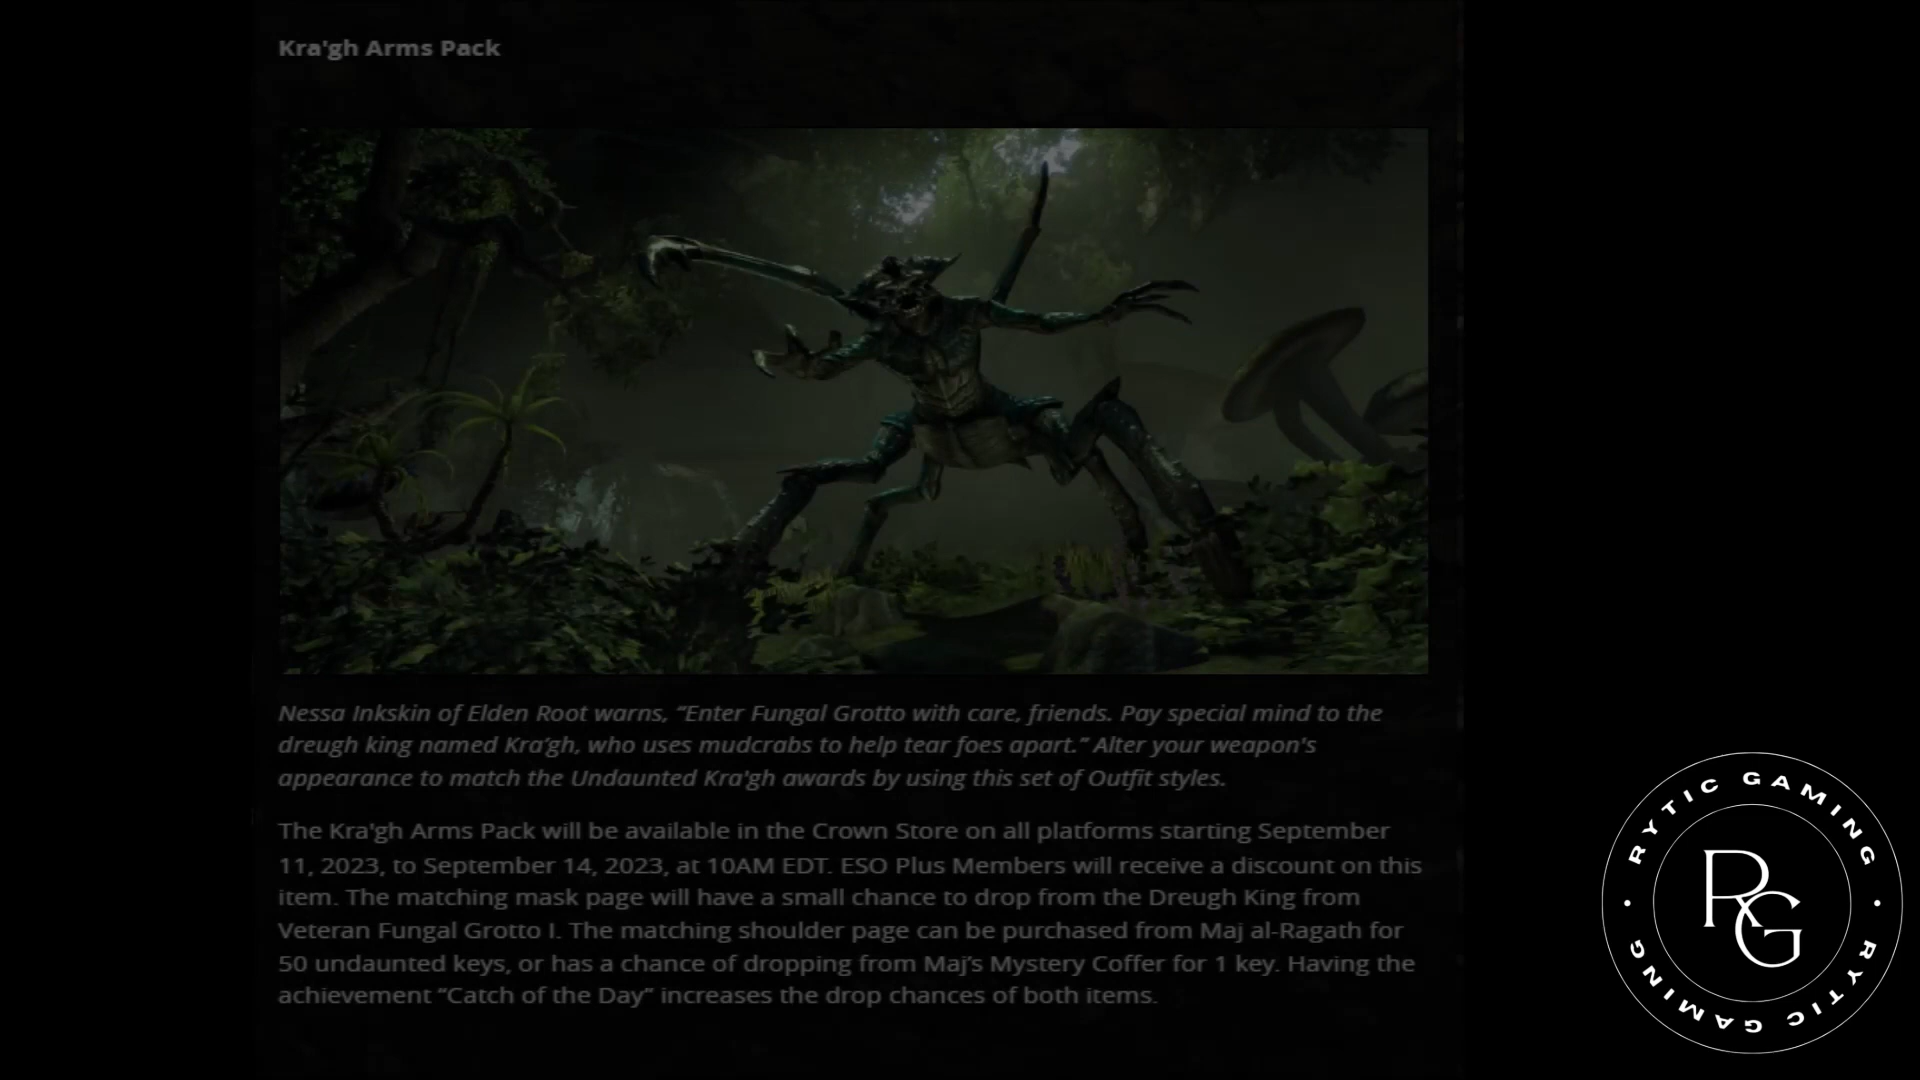 Kra'gh Arms Pack
Nessa Inkskin of Elden Root warns, “Enter Fungal Grotto with care, friends. Pay special mind to the
dreugh king named Kra’gh, who uses mudcrabs to help tear foes apart.” Alter your weapon's
appearance to match the Undaunted Kra'gh awards by using this set of Outfit styles.
The Kra'gh Arms Pack will be available in the Crown Store on all platforms starting September
11, 2023, to September 14, 2023, at 10AM EDT. ESO Plus Members will receive a discount on this
item. The matching mask page will have a small chance to drop from the Dreugh King from
Veteran Fungal Grotto I. The matching shoulder page can be purchased from Maj al-Ragath for
50 undaunted keys, or has a chance of dropping from Maj’s Mystery Coffer for 1 key. Having the
achievement “Catch of the Day” increases the drop chances of both items.
RYTIC GAMING
RG
RYTIC GAMING